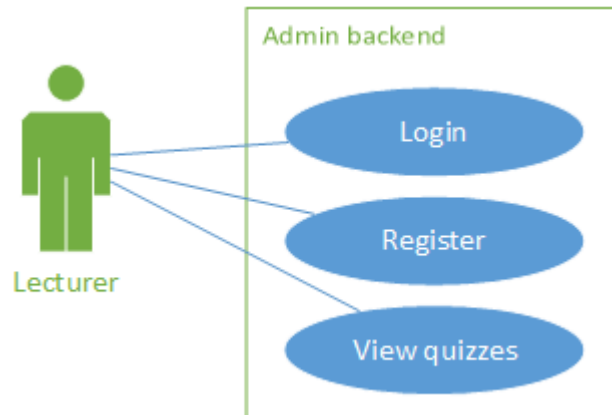 Admin backend
Login
Register
Lecturer
View quizzes